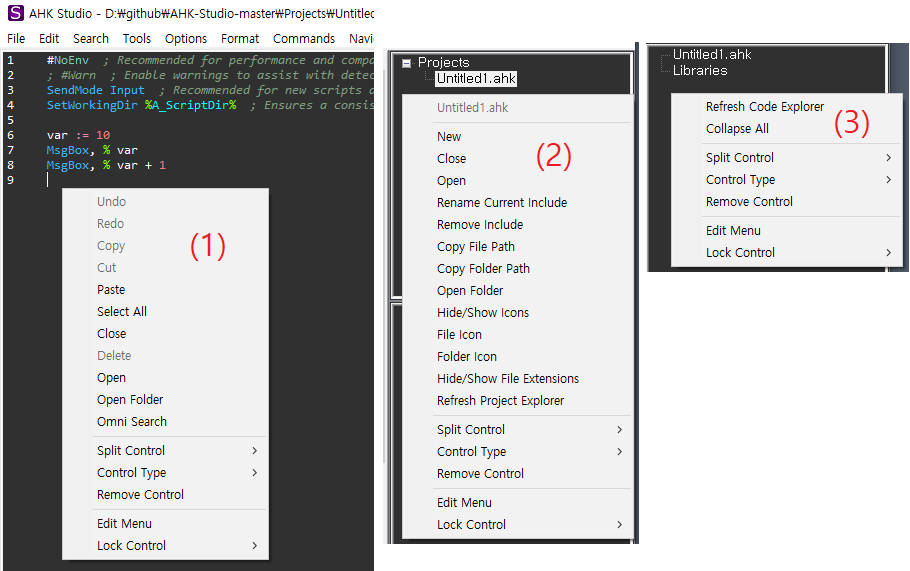 AHK Studio - D:₩github₩AHK-Studio-master₩Projects₩Untitled
File Edit Search Tools Options Format Commands Navi
1 #NoEnv ; Recommended for performance and compa
2 ; #Warn ; Enable warnings to assist with detec
3 SendMode Input ; Recommended for new scripts d
4 SetWorkingDir %A_ScriptDir% ; Ensures a consis
5
6 var := 10
7 MsgBox, % var
8 MsgBox, % var + 1
9
Undo
Redo
Copy
Cut
Paste
Select All
Close
Delete
Open
Open Folder
Omni Search
Split Control
Control Type
Remove Control
Edit Menu
Lock Control
(1)
Projects
Untitled1.ahk
Untitled1.ahk
New
Close
Open
Rename Current Include
Remove Include
Copy File Path
Copy Folder Path
Open Folder
Hide/Show Icons
File Icon
Folder Icon
Hide/Show File Extensions
Refresh Project Explorer
Split Control
Control Type
Remove Control
Edit Menu
Lock Control
(2)
Untitled1.ahk
Libraries
Refresh Code Explorer
Collapse All
Split Control
Control Type
Remove Control
Edit Menu
Lock Control
(3)